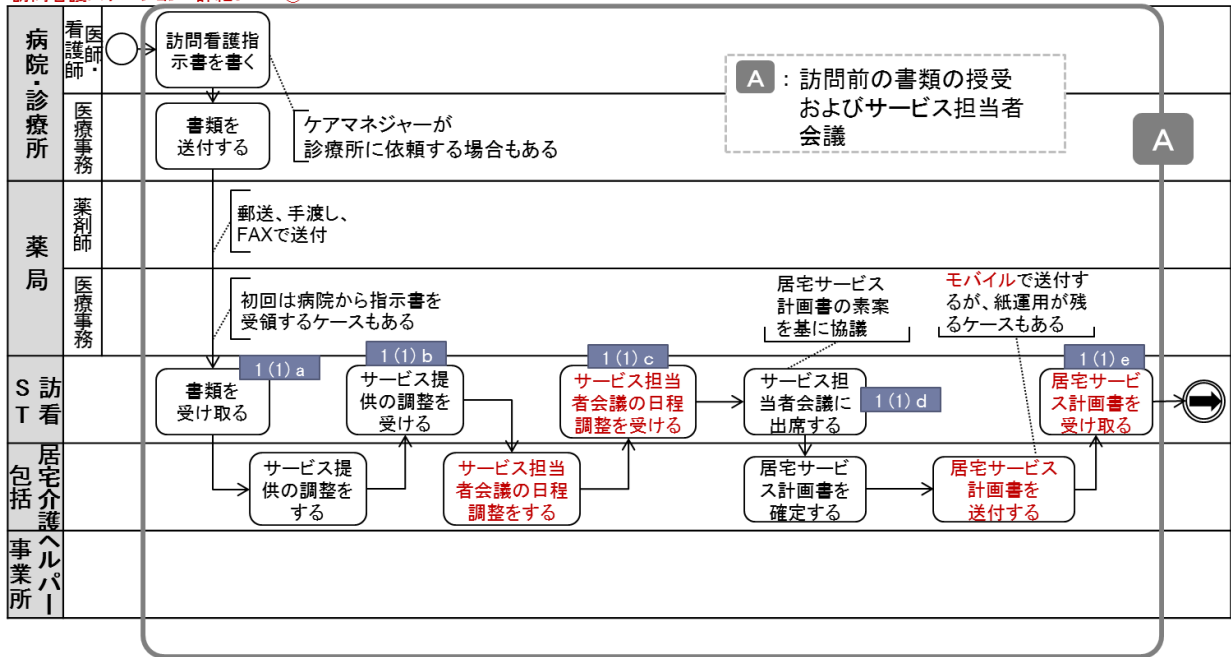 病院・診療所
医師・
看護師
訪問看護指
示書を書く
A
：訪問前の書類の授受
およびサービス担当者
会議
A
医療事務
書類を
送付する
ケアマネジャーが
診療所に依頼する場合もある
薬局
薬剤師
郵送、手渡し、
FAXで送付
医療事務
初回は病院から指示書を
受領するケースもある
居宅サービス
計画書の素案
を基に協議
モバイルで送付す
るが、紙運用が残
るケースもある
訪看
ST
1(1)a
書類を
受け取る
1(1)b
サービス提
供の調整を
受ける
1(1)c
サービス担当
者会議の日程
調整を受ける
サービス担
当者会議に
出席する
1(1)d
1(1)e
居宅サービ
ス計画書を
受け取る
居宅介護
包括
サービス提
供の調整を
する
サービス担当
者会議の日程
調整をする
居宅サービ
ス計画書を
確定する
居宅サービス
計画書を
送付する
ヘルパー
事業所